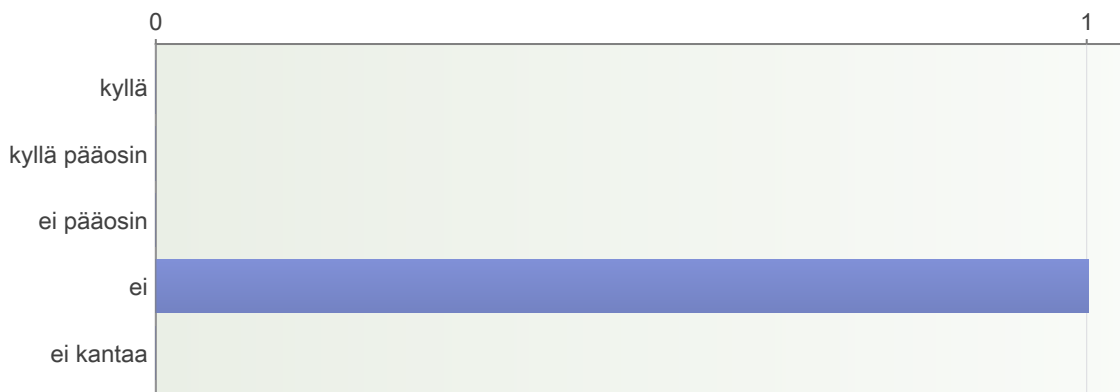 0 1
kyllä
kyllä pääosin
ei pääosin
ei
ei kantaa